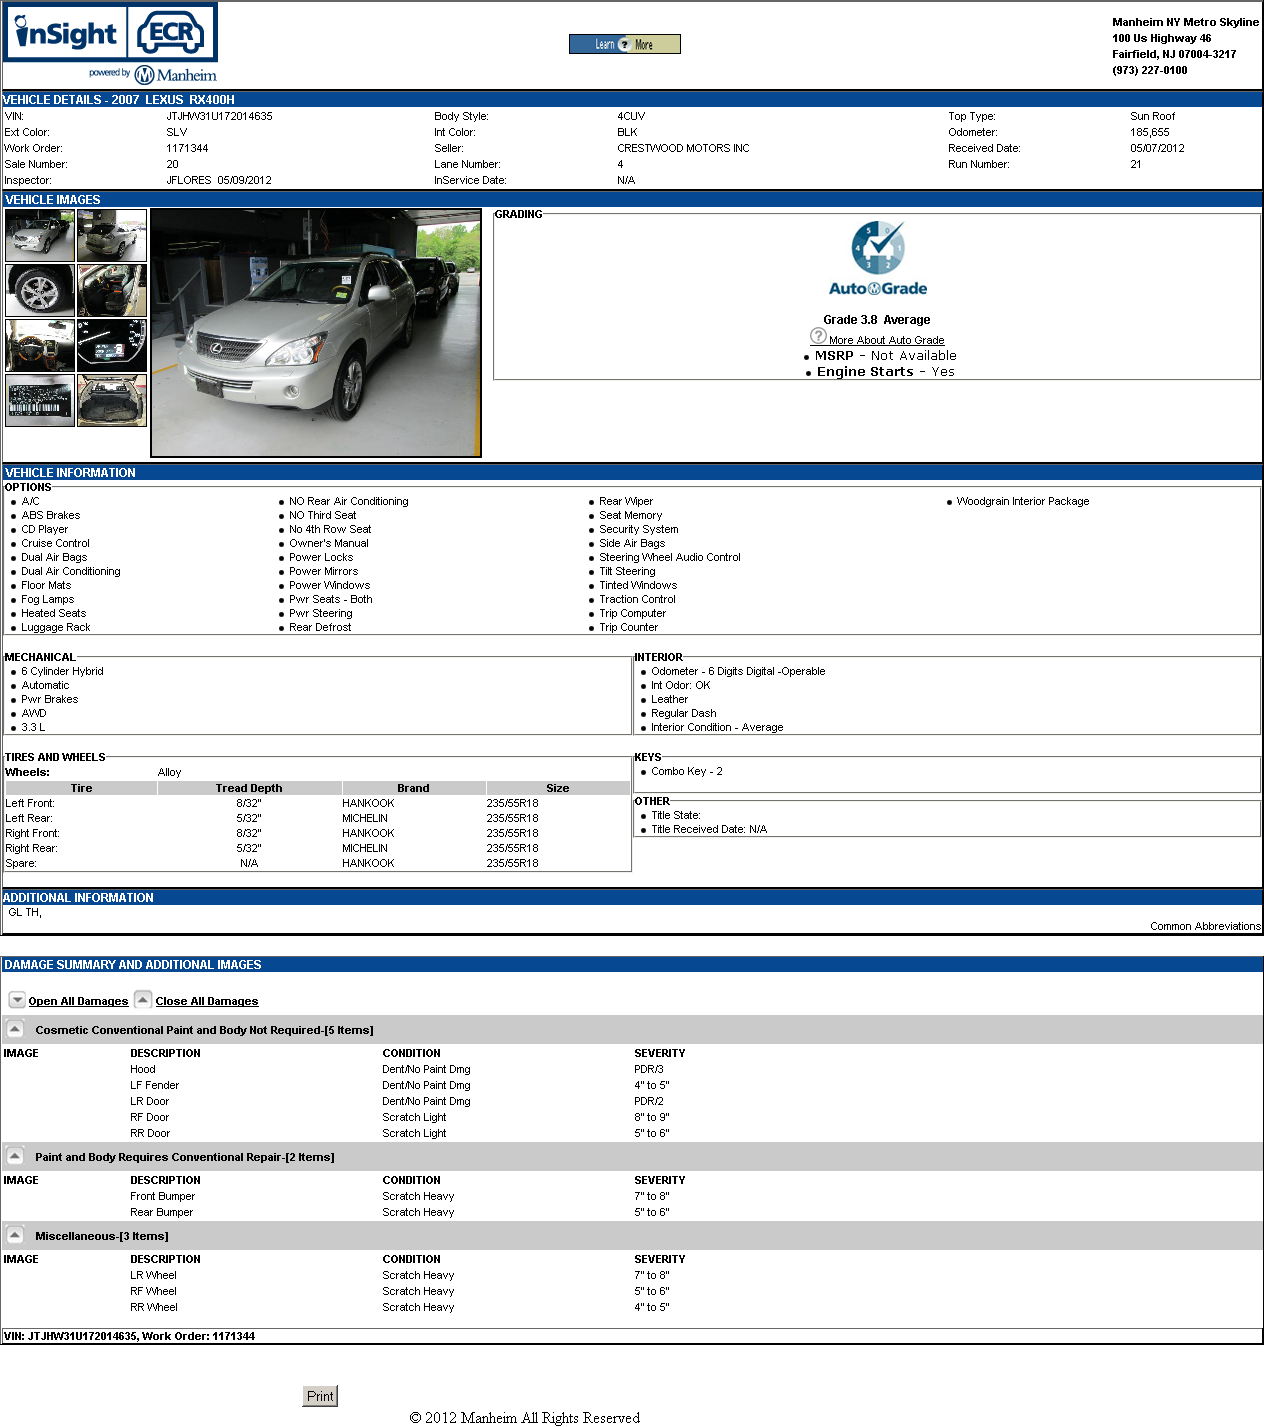 inSight ECR
powered by Manheim
Learn ? More
Manheim NY Metro Skyline
100 Us Highway 46
Fairfield, NJ 07004-3217
(973) 227-0100
VEHICLE DETAILS - 2007 LEXUS RX400H
VIN: JTJHW31U172014635 Body Style: 4CUV Top Type: Sun Roof
Ext Color: SLV Int Color: BLK Odometer: 185,655
Work Order: 1171344 Seller: CRESTWOOD MOTORS INC Received Date: 05/07/2012
Sale Number: 20 Lane Number: 4 Run Number: 21
Inspector: JFLORES 05/09/2012 InService Date: N/A
VEHICLE IMAGES
GRADING
5 0 4 1 3 2
AutoGrade
Grade 3.8 Average
? More About Auto Grade
• MSRP - Not Available
• Engine Starts - Yes
VEHICLE INFORMATION
OPTIONS
• A/C • NO Rear Air Conditioning • Rear Wiper • Woodgrain Interior Package
• ABS Brakes • NO Third Seat • Seat Memory
• CD Player • No 4th Row Seat • Security System
• Cruise Control • Owner's Manual • Side Air Bags
• Dual Air Bags • Power Locks • Steering Wheel Audio Control
• Dual Air Conditioning • Power Mirrors • Tilt Steering
• Floor Mats • Power Windows • Tinted Windows
• Fog Lamps • Pwr Seats - Both • Traction Control
• Heated Seats • Pwr Steering • Trip Computer
• Luggage Rack • Rear Defrost • Trip Counter
MECHANICAL
• 6 Cylinder Hybrid
• Automatic
• Pwr Brakes
• AWD
• 3.3 L
INTERIOR
• Odometer - 6 Digits Digital -Operable
• Int Odor: OK
• Leather
• Regular Dash
• Interior Condition - Average
TIRES AND WHEELS
Wheels: Alloy
Tire Tread Depth Brand Size
Left Front: 8/32" HANKOOK 235/55R18
Left Rear: 5/32" MICHELIN 235/55R18
Right Front: 8/32" HANKOOK 235/55R18
Right Rear: 5/32" MICHELIN 235/55R18
Spare: N/A HANKOOK 235/55R18
KEYS
• Combo Key - 2
OTHER
• Title State:
• Title Received Date: N/A
ADDITIONAL INFORMATION
GL TH,
Common Abbreviations
DAMAGE SUMMARY AND ADDITIONAL IMAGES
Open All Damages Close All Damages
Cosmetic Conventional Paint and Body Not Required-[5 Items]
IMAGE DESCRIPTION CONDITION SEVERITY
Hood Dent/No Paint Dmg PDR/3
LF Fender Dent/No Paint Dmg 4" to 5"
LR Door Dent/No Paint Dmg PDR/2
RF Door Scratch Light 8" to 9"
RR Door Scratch Light 5" to 6"
Paint and Body Requires Conventional Repair-[2 Items]
IMAGE DESCRIPTION CONDITION SEVERITY
Front Bumper Scratch Heavy 7" to 8"
Rear Bumper Scratch Heavy 5" to 6"
Miscellaneous-[3 Items]
IMAGE DESCRIPTION CONDITION SEVERITY
LR Wheel Scratch Heavy 7" to 8"
RF Wheel Scratch Heavy 5" to 6"
RR Wheel Scratch Heavy 4" to 5"
VIN: JTJHW31U172014635, Work Order: 1171344
Print
© 2012 Manheim All Rights Reserved